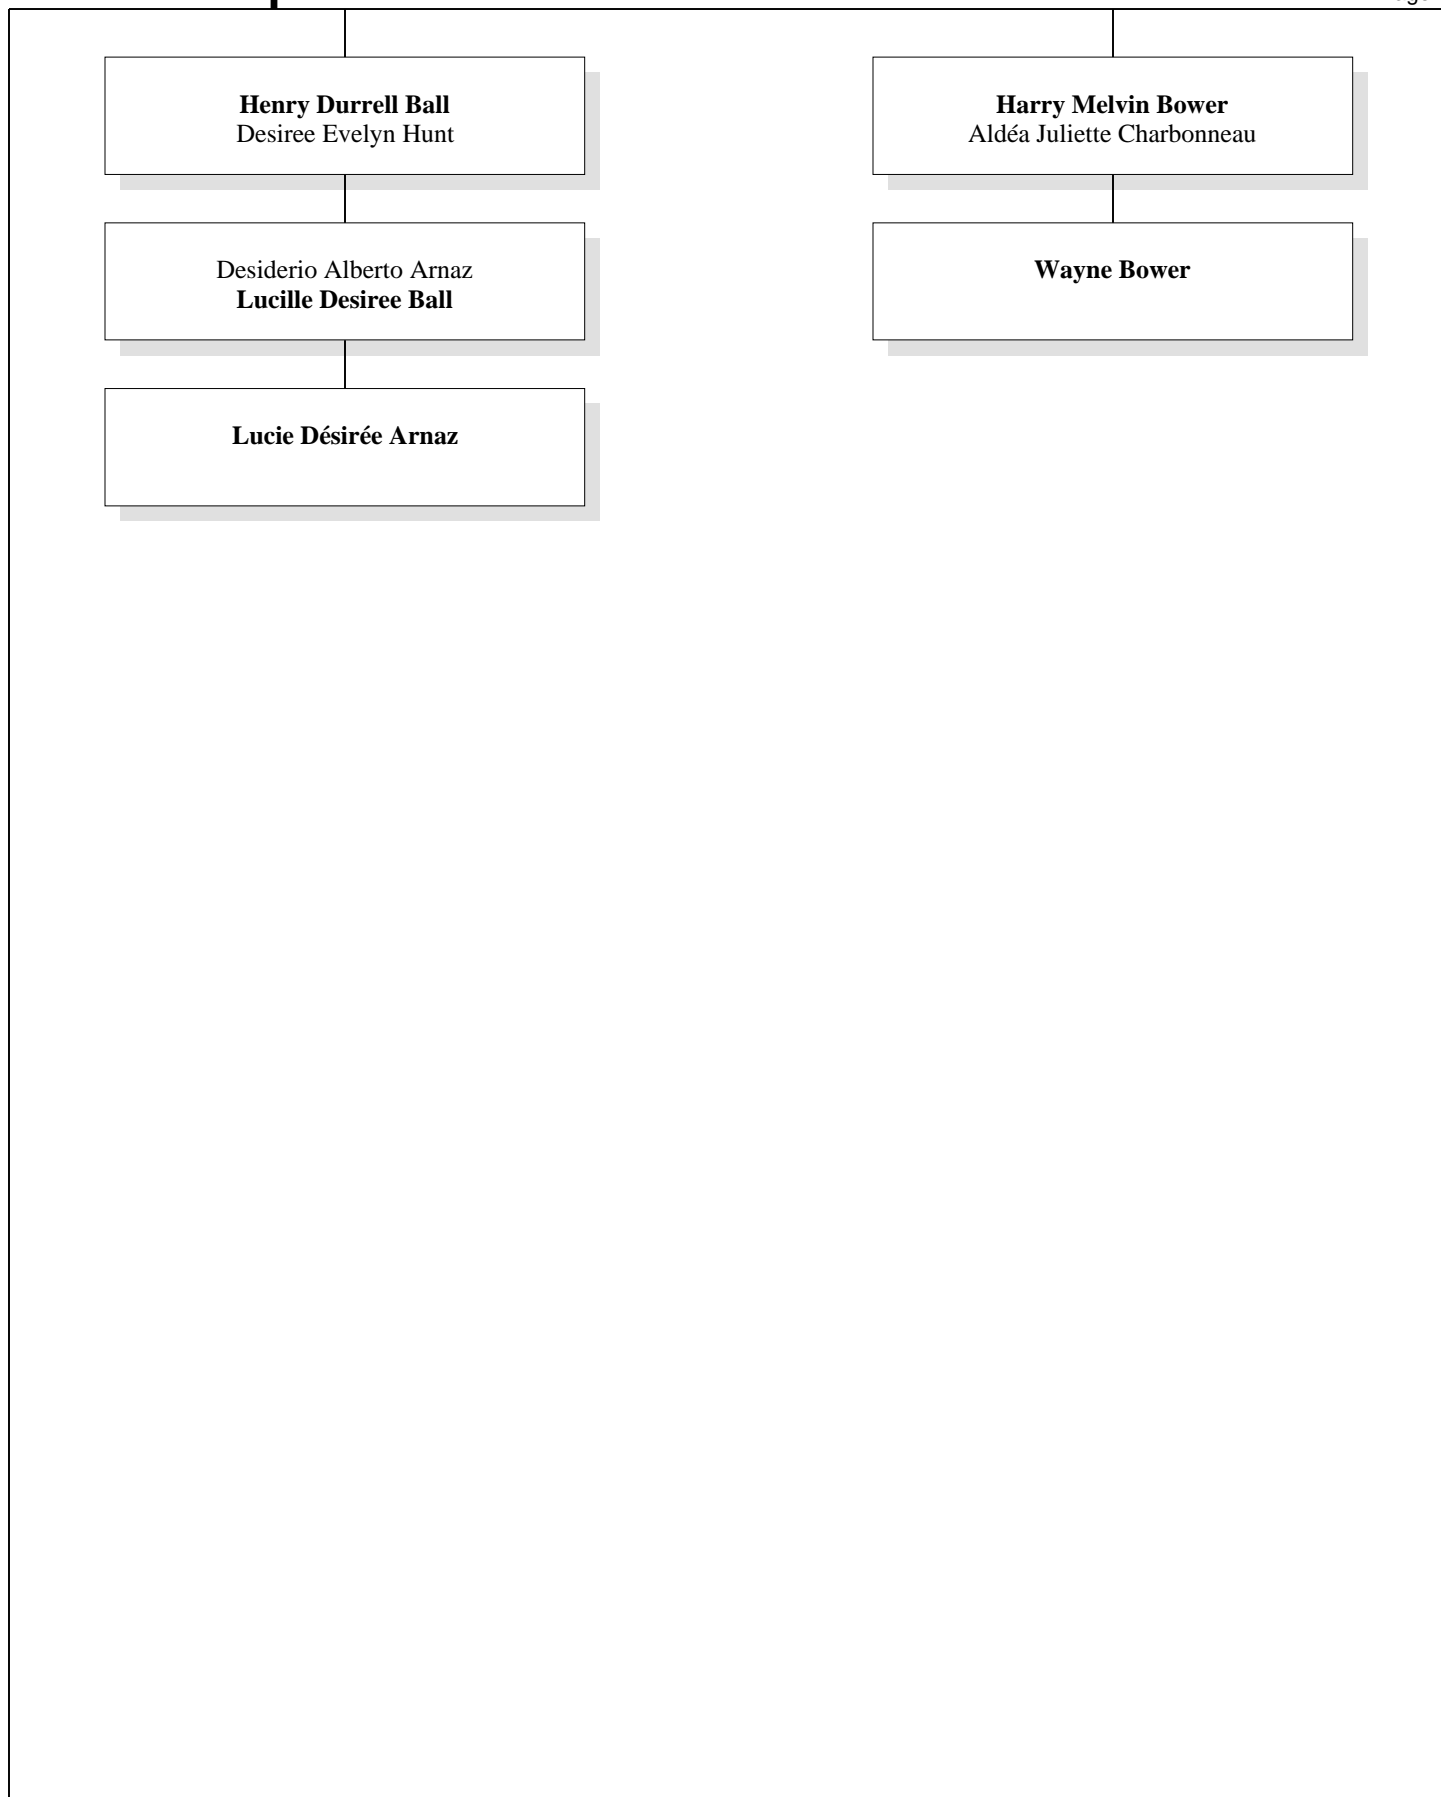 Henry Durrell Ball
Desiree Evelyn Hunt
Harry Melvin Bower
Aldéa Juliette Charbonneau
Desiderio Alberto Arnaz
Lucille Desiree Ball
Wayne Bower
Lucie Désirée Arnaz